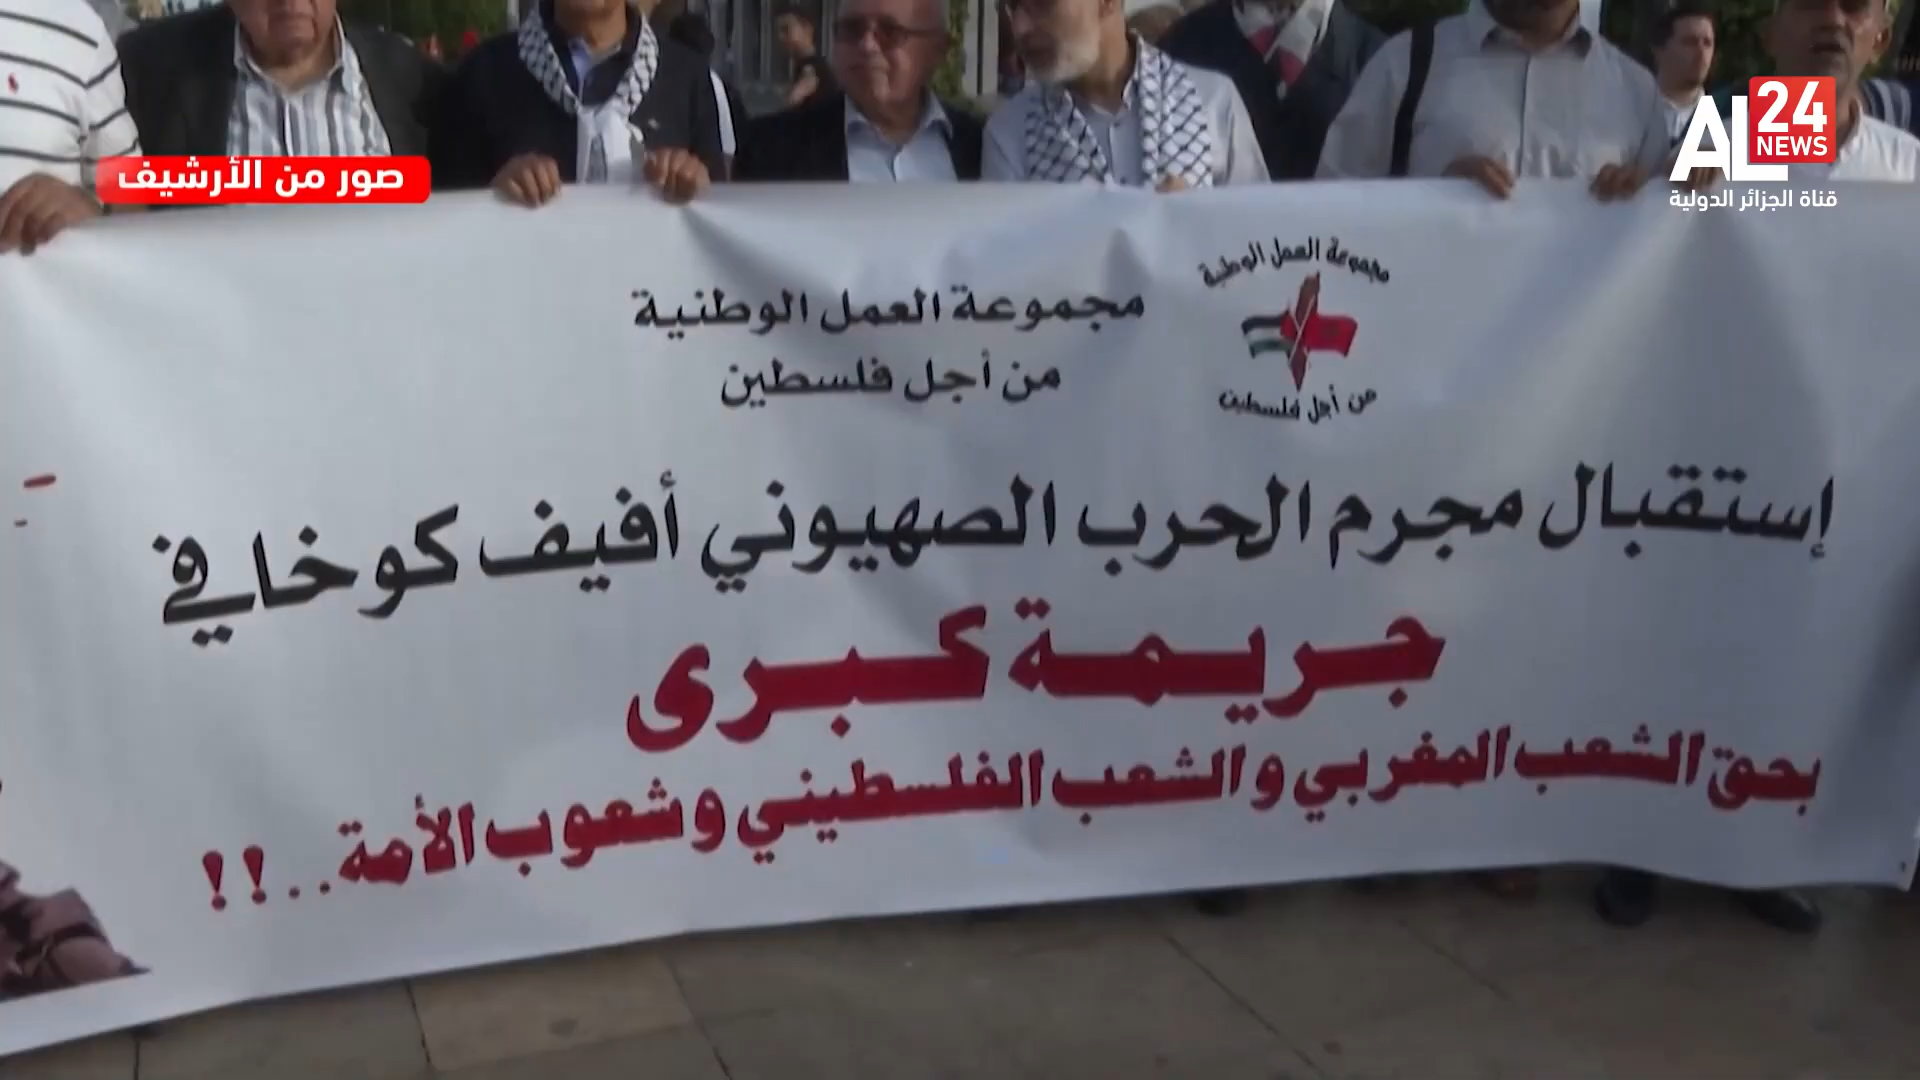 AL
24
NEWS
قناة الجزائر الدولية
صور من الأرشيف
مجموعة العمل الوطنية
من أجل فلسطين
مجموعة العمل الوطنية
من أجل فلسطين
إستقبال مجرم الحرب الصهيوني أفيف كوخافي
جريمة كبرى
بحق الشعب المغربي والشعب الفلسطيني وشعوب الأمة..!!